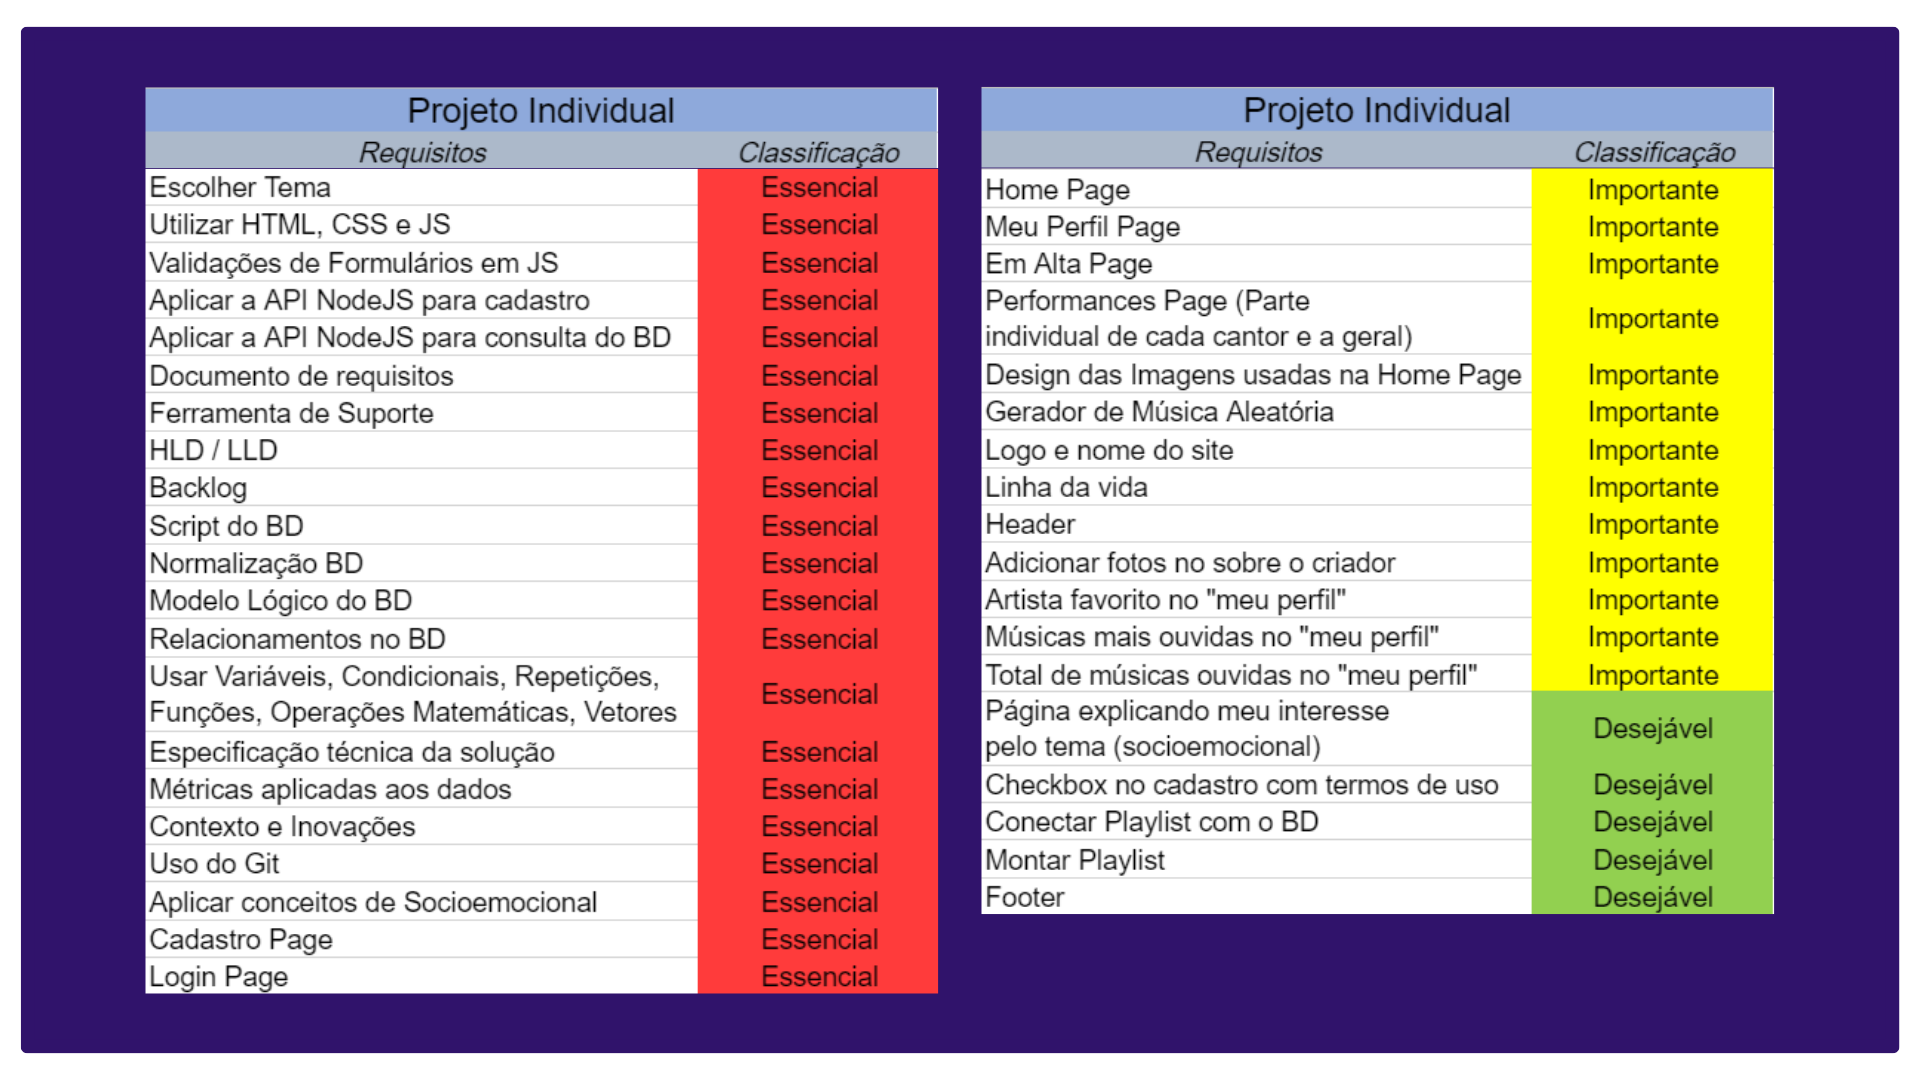 Projeto Individual
Requisitos Classificação
Escolher Tema Essencial
Utilizar HTML, CSS e JS Essencial
Validações de Formulários em JS Essencial
Aplicar a API NodeJS para cadastro Essencial
Aplicar a API NodeJS para consulta do BD Essencial
Documento de requisitos Essencial
Ferramenta de Suporte Essencial
HLD / LLD Essencial
Backlog Essencial
Script do BD Essencial
Normalização BD Essencial
Modelo Lógico do BD Essencial
Relacionamentos no BD Essencial
Usar Variáveis, Condicionais, Repetições,
Funções, Operações Matemáticas, Vetores Essencial
Especificação técnica da solução Essencial
Métricas aplicadas aos dados Essencial
Contexto e Inovações Essencial
Uso do Git Essencial
Aplicar conceitos de Socioemocional Essencial
Cadastro Page Essencial
Login Page Essencial
Projeto Individual
Requisitos Classificação
Home Page Importante
Meu Perfil Page Importante
Em Alta Page Importante
Performances Page (Parte
individual de cada cantor e a geral) Importante
Design das Imagens usadas na Home Page Importante
Gerador de Música Aleatória Importante
Logo e nome do site Importante
Linha da vida Importante
Header Importante
Adicionar fotos no sobre o criador Importante
Artista favorito no "meu perfil" Importante
Músicas mais ouvidas no "meu perfil" Importante
Total de músicas ouvidas no "meu perfil" Importante
Página explicando meu interesse
pelo tema (socioemocional) Desejável
Checkbox no cadastro com termos de uso Desejável
Conectar Playlist com o BD Desejável
Montar Playlist Desejável
Footer Desejável